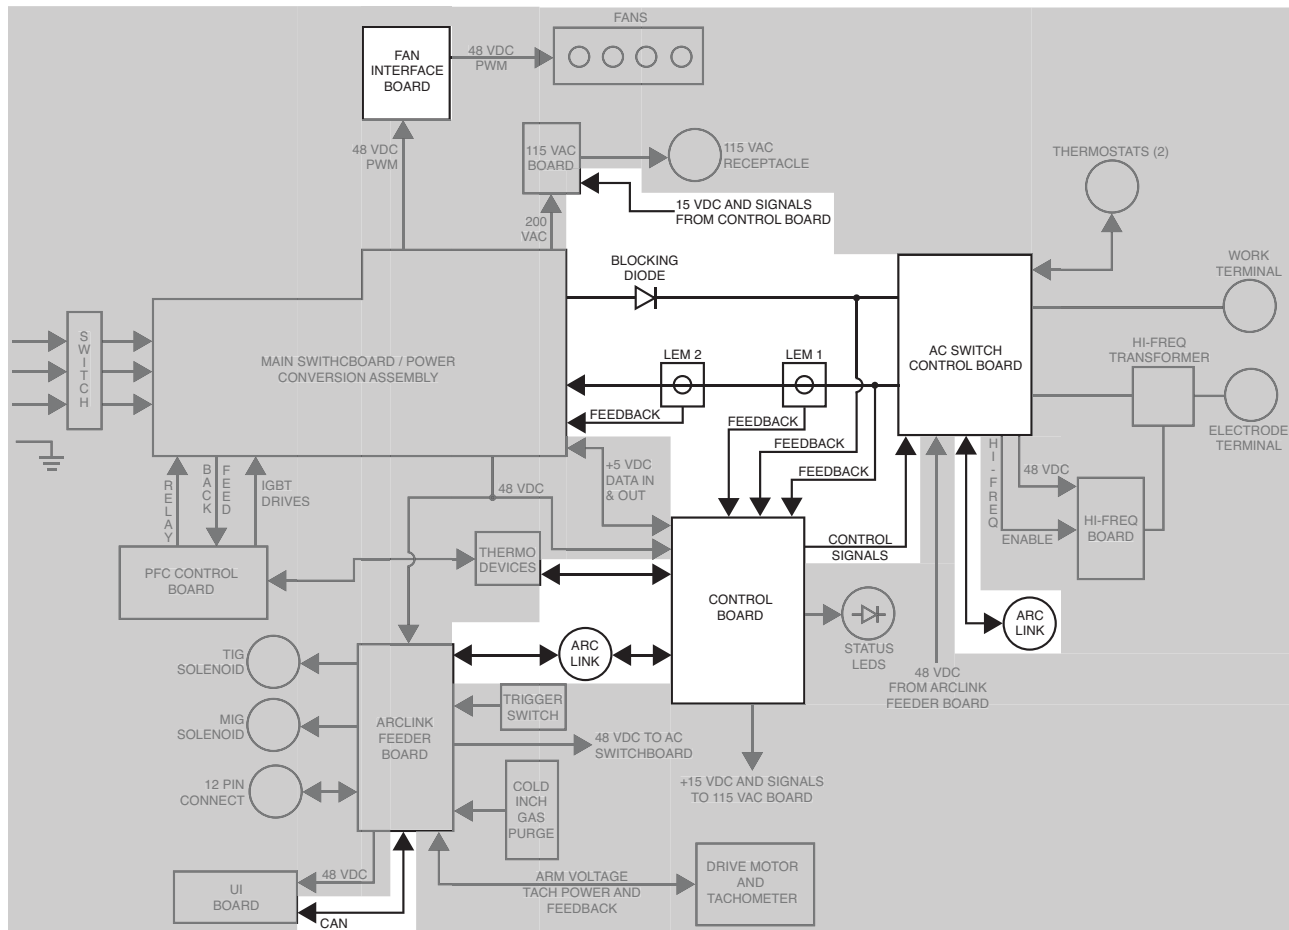 FANS
FAN
INTERFACE
BOARD
48 VDC
PWM
48 VDC
PWM
115 VAC
BOARD
115 VAC
RECEPTACLE
THERMOSTATS (2)
15 VDC AND SIGNALS
FROM CONTROL BOARD
200
VAC
BLOCKING
DIODE
WORK
TERMINAL
SWITCH
MAIN SWITHCBOARD / POWER
CONVERSION ASSEMBLY
LEM 2
LEM 1
AC SWITCH
CONTROL BOARD
HI-FREQ
TRANSFORMER
FEEDBACK
FEEDBACK
FEEDBACK
FEEDBACK
ELECTRODE
TERMINAL
RELAY
BACK
FEED
IGBT
DRIVES
48 VDC
+5 VDC
DATA IN
& OUT
HI-FREQ
48 VDC
ENABLE
HI-FREQ
BOARD
CONTROL
SIGNALS
PFC CONTROL
BOARD
THERMO
DEVICES
CONTROL
BOARD
ARC
LINK
STATUS
LEDS
ARC
LINK
48 VDC
FROM ARCLINK
FEEDER BOARD
TIG
SOLENOID
MIG
SOLENOID
12 PIN
CONNECT
ARCLINK
FEEDER
BOARD
TRIGGER
SWITCH
48 VDC TO AC
SWITCHBOARD
COLD
INCH
GAS
PURGE
+15 VDC AND SIGNALS
TO 115 VAC BOARD
UI
BOARD
48 VDC
CAN
ARM VOLTAGE
TACH POWER AND
FEEDBACK
DRIVE MOTOR
AND
TACHOMETER